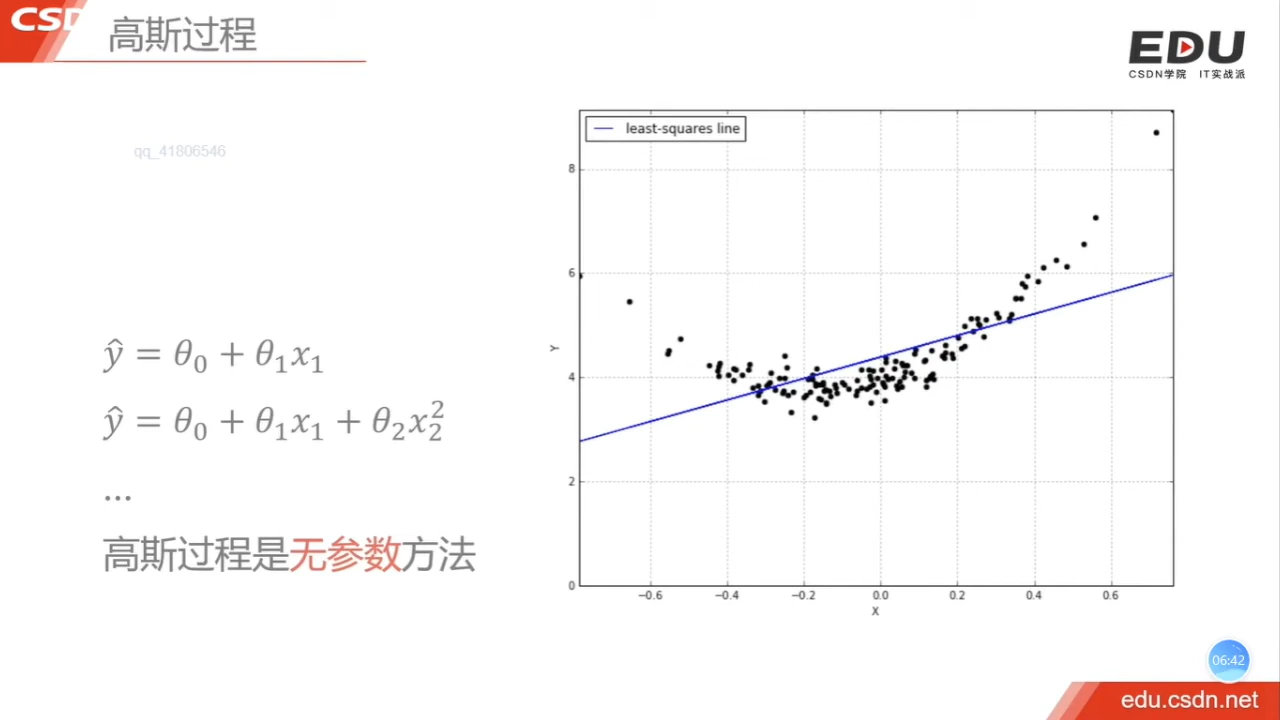 CSD
高斯过程
EDU
CSDN学院 IT实战派
qq_41806546
least-squares line
8
6
4
2
0
Y
−0.6 −0.4 −0.2 0.0 0.2 0.4 0.6
X
ŷ = θ₀ + θ₁x₁
ŷ = θ₀ + θ₁x₁ + θ₂x₂²
...
高斯过程是无参数方法
06:42
edu.csdn.net